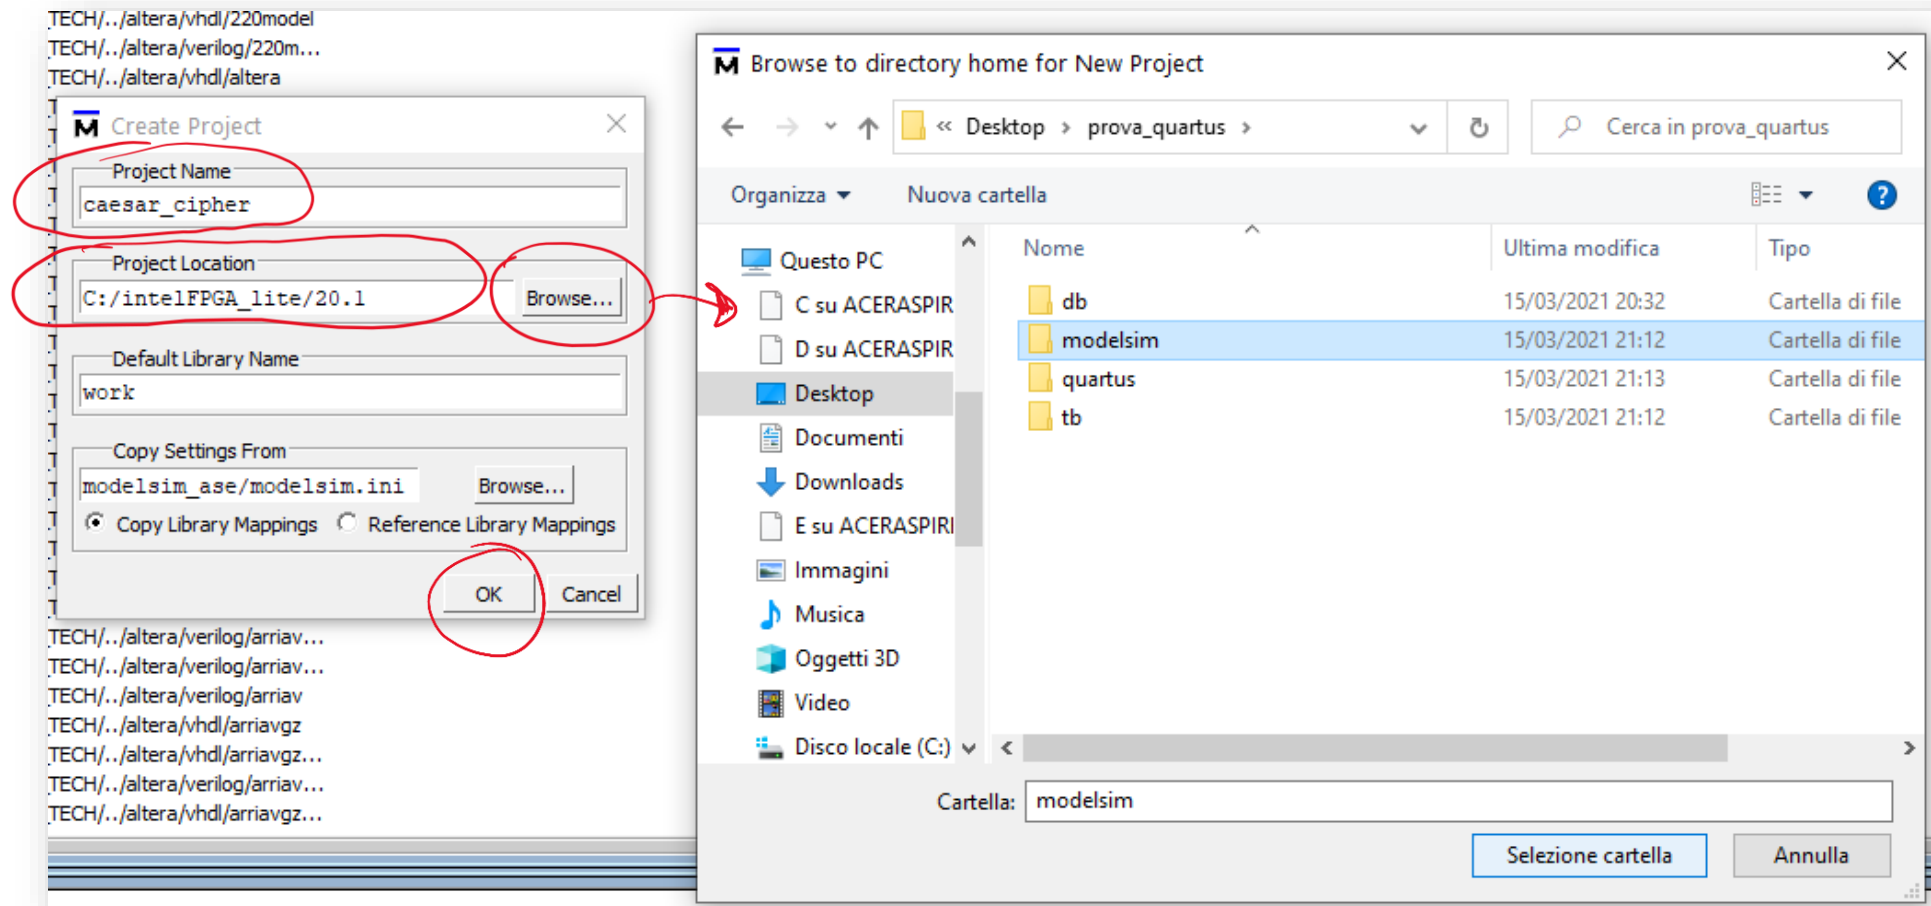 TECH/../altera/vhdl/220model
TECH/../altera/verilog/220m...
TECH/../altera/vhdl/altera
Create Project
Project Name
caesar_cipher
Project Location
C:/intelFPGA_lite/20.1
Browse...
Default Library Name
work
Copy Settings From
modelsim_ase/modelsim.ini
Browse...
Copy Library Mappings
Reference Library Mappings
OK
Cancel
TECH/../altera/verilog/arriav...
TECH/../altera/verilog/arriav...
TECH/../altera/verilog/arriav
TECH/../altera/vhdl/arriavgz
TECH/../altera/vhdl/arriavgz...
TECH/../altera/verilog/arriav...
TECH/../altera/vhdl/arriavgz...
Browse to directory home for New Project
« Desktop › prova_quartus ›
Cerca in prova_quartus
Organizza
Nuova cartella
Questo PC
C su ACERASPIR
D su ACERASPIR
Desktop
Documenti
Downloads
E su ACERASPIRI
Immagini
Musica
Oggetti 3D
Video
Disco locale (C:)
Nome Ultima modifica Tipo
db 15/03/2021 20:32 Cartella di file
modelsim 15/03/2021 21:12 Cartella di file
quartus 15/03/2021 21:13 Cartella di file
tb 15/03/2021 21:12 Cartella di file
Cartella: modelsim
Selezione cartella
Annulla